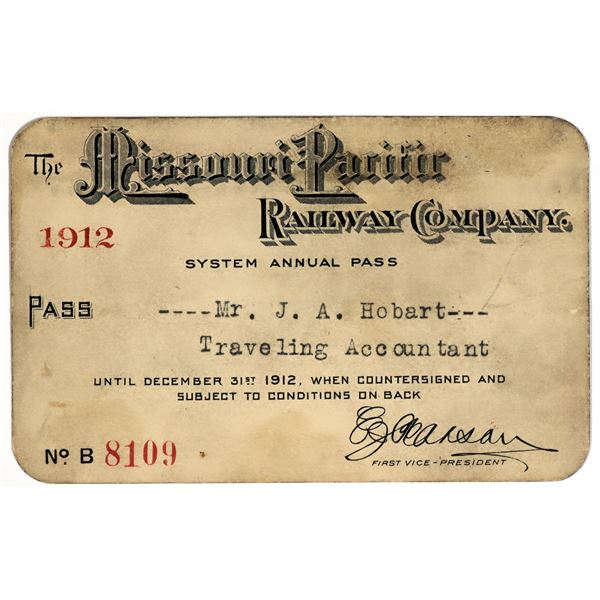 The Missouri Pacific
Railway Company.
1912
SYSTEM ANNUAL PASS
PASS ----Mr. J. A. Hobart---
Traveling Accountant
UNTIL DECEMBER 31ST 1912, WHEN COUNTERSIGNED AND
SUBJECT TO CONDITIONS ON BACK
No. B 8109
FIRST VICE-PRESIDENT